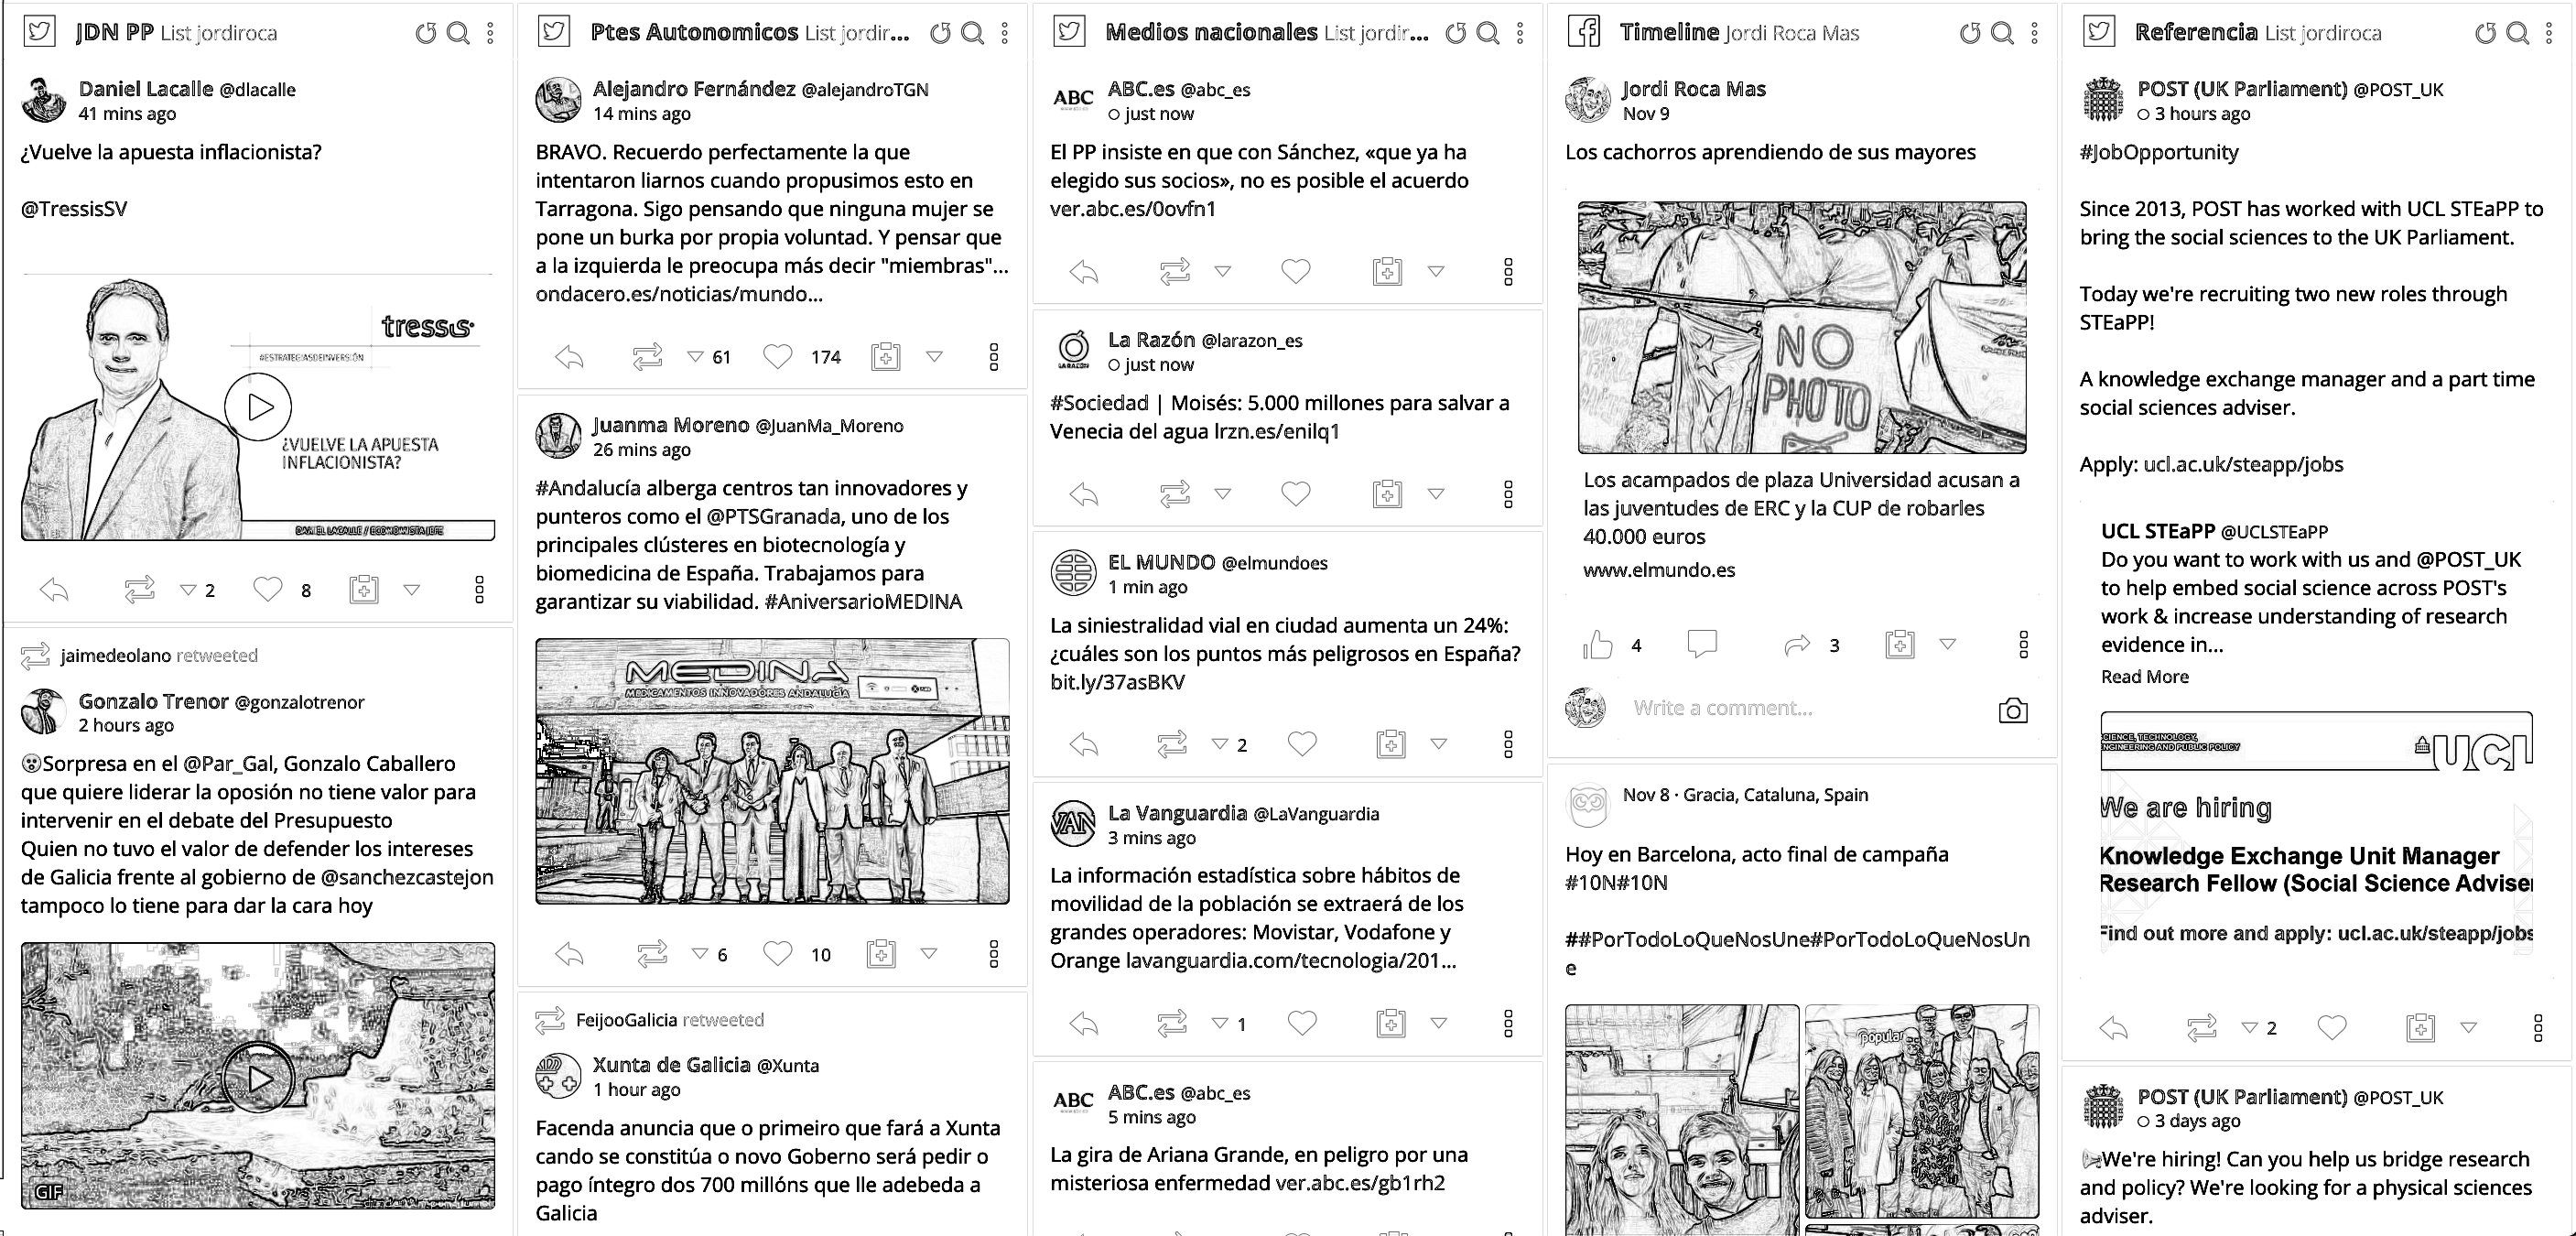 JDN PP List jordiroca
Daniel Lacalle @dlacalle
41 mins ago
¿Vuelve la apuesta inflacionista?
@TressisSV
tressis
#ESTRATEGIASDEINVERSIÓN
¿VUELVE LA APUESTA
INFLACIONISTA?
DANIEL LACALLE / ECONOMISTA JEFE
2 8
jaimedeolano retweeted
Gonzalo Trenor @gonzalotrenor
2 hours ago
😮Sorpresa en el @Par_Gal, Gonzalo Caballero
que quiere liderar la oposión no tiene valor para
intervenir en el debate del Presupuesto
Quien no tuvo el valor de defender los intereses
de Galicia frente al gobierno de @sanchezcastejon
tampoco lo tiene para dar la cara hoy
GIF
Ptes Autonomicos List jordir...
Alejandro Fernández @alejandroTGN
14 mins ago
BRAVO. Recuerdo perfectamente la que
intentaron liarnos cuando propusimos esto en
Tarragona. Sigo pensando que ninguna mujer se
pone un burka por propia voluntad. Y pensar que
a la izquierda le preocupa más decir "miembras"...
ondacero.es/noticias/mundo...
61 174
Juanma Moreno @JuanMa_Moreno
26 mins ago
#Andalucía alberga centros tan innovadores y
punteros como el @PTSGranada, uno de los
principales clústeres en biotecnología y
biomedicina de España. Trabajamos para
garantizar su viabilidad. #AniversarioMEDINA
MEDINA
MEDICAMENTOS INNOVADORES ANDALUCÍA
6 10
FeijooGalicia retweeted
Xunta de Galicia @Xunta
1 hour ago
Facenda anuncia que o primeiro que fará a Xunta
cando se constitúa o novo Goberno será pedir o
pago íntegro dos 700 millóns que lle adebeda a
Galicia
Medios nacionales List jordir...
ABC
ABC.es @abc_es
just now
El PP insiste en que con Sánchez, «que ya ha
elegido sus socios», no es posible el acuerdo
ver.abc.es/0ovfn1
LA RAZÓN
La Razón @larazon_es
just now
#Sociedad | Moisés: 5.000 millones para salvar a
Venecia del agua lrzn.es/enilq1
EL MUNDO @elmundoes
1 min ago
La siniestralidad vial en ciudad aumenta un 24%:
¿cuáles son los puntos más peligrosos en España?
bit.ly/37asBKV
2
La Vanguardia @LaVanguardia
3 mins ago
La información estadística sobre hábitos de
movilidad de la población se extraerá de los
grandes operadores: Movistar, Vodafone y
Orange lavanguardia.com/tecnologia/201...
1
ABC
ABC.es @abc_es
5 mins ago
La gira de Ariana Grande, en peligro por una
misteriosa enfermedad ver.abc.es/gb1rh2
Timeline Jordi Roca Mas
Jordi Roca Mas
Nov 9
Los cachorros aprendiendo de sus mayores
NO
PHOTO
Los acampados de plaza Universidad acusan a
las juventudes de ERC y la CUP de robarles
40.000 euros
www.elmundo.es
4 3
Write a comment...
Nov 8 · Gracia, Cataluna, Spain
Hoy en Barcelona, acto final de campaña
#10N#10N
##PorTodoLoQueNosUne#PorTodoLoQueNosUn
e
populares
Referencia List jordiroca
POST (UK Parliament) @POST_UK
3 hours ago
#JobOpportunity
Since 2013, POST has worked with UCL STEaPP to
bring the social sciences to the UK Parliament.
Today we're recruiting two new roles through
STEaPP!
A knowledge exchange manager and a part time
social sciences adviser.
Apply: ucl.ac.uk/steapp/jobs
UCL STEaPP @UCLSTEaPP
Do you want to work with us and @POST_UK
to help embed social science across POST's
work & increase understanding of research
evidence in...
Read More
CIENCE, TECHNOLOGY,
NGINEERING AND PUBLIC POLICY
UCL
We are hiring
Knowledge Exchange Unit Manager
Research Fellow (Social Science Adviser
Find out more and apply: ucl.ac.uk/steapp/jobs
2
POST (UK Parliament) @POST_UK
3 days ago
We're hiring! Can you help us bridge research
and policy? We're looking for a physical sciences
adviser.